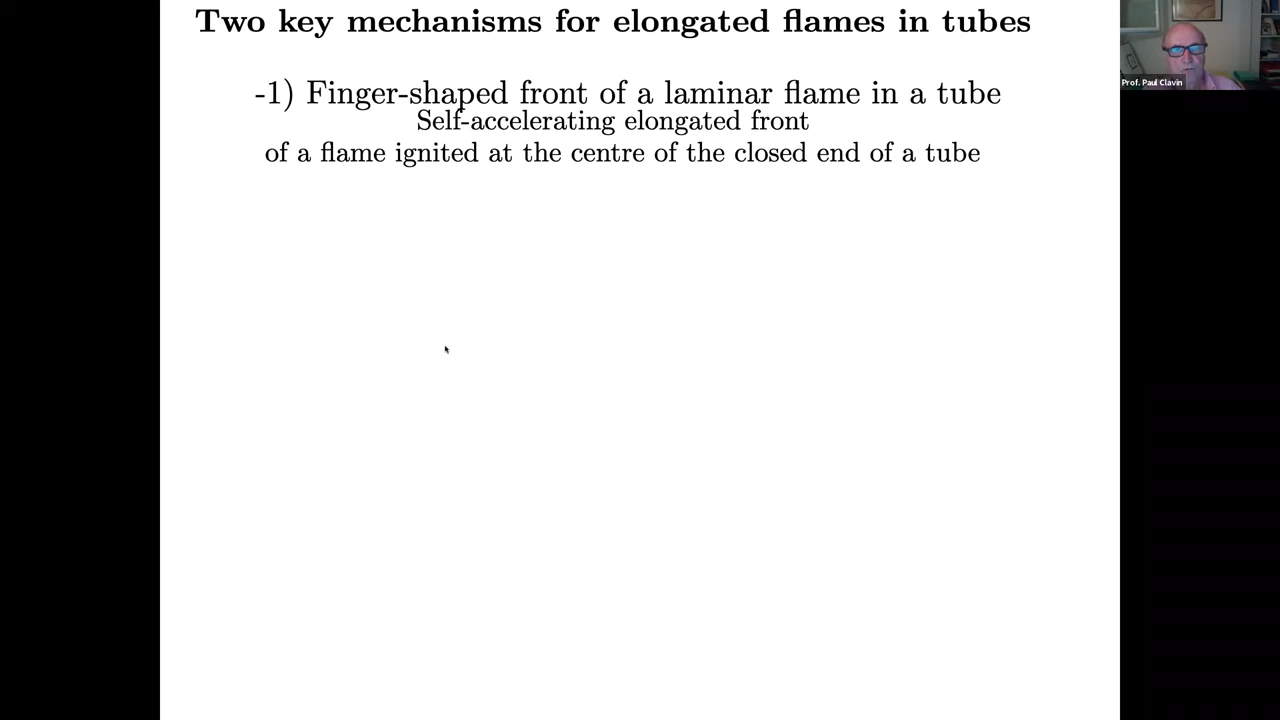 Two key mechanisms for elongated flames in tubes
-1) Finger-shaped front of a laminar flame in a tube
Self-accelerating elongated front
of a flame ignited at the centre of the closed end of a tube
Prof. Paul Clavin